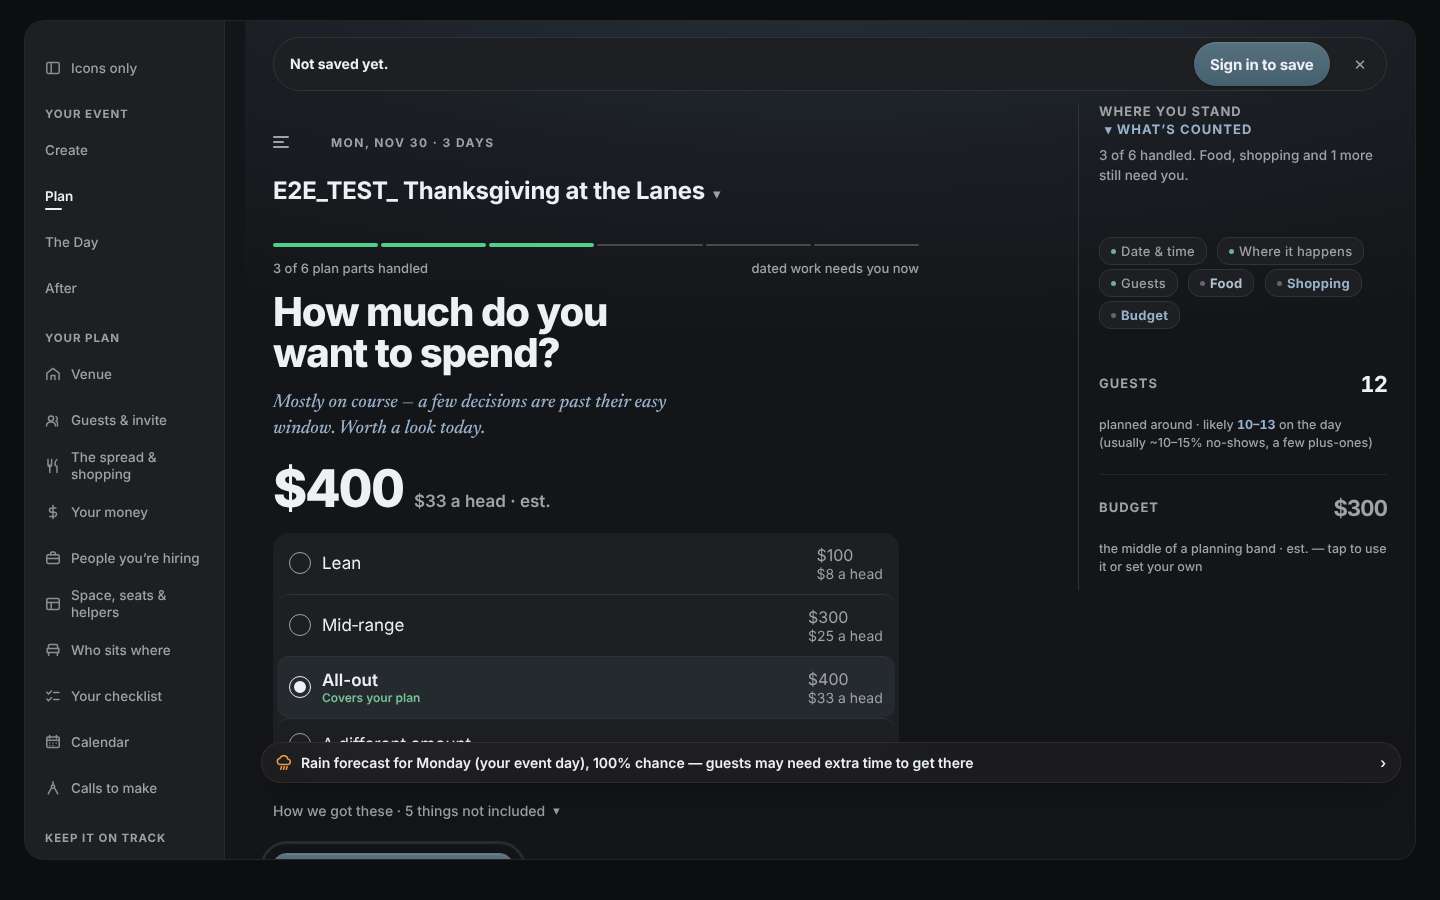 Icons only
YOUR EVENT
Create
Plan
The Day
After
YOUR PLAN
Venue
Guests & invite
The spread &
shopping
Your money
People you're hiring
Space, seats &
helpers
Who sits where
Your checklist
Calendar
Calls to make
KEEP IT ON TRACK
Not saved yet.
Sign in to save
×
MON, NOV 30 · 3 DAYS
E2E_TEST_ Thanksgiving at the Lanes ▾
3 of 6 plan parts handled
dated work needs you now
How much do you
want to spend?
Mostly on course – a few decisions are past their easy
window. Worth a look today.
$400 $33 a head · est.
Lean
$100
$8 a head
Mid-range
$300
$25 a head
All-out
Covers your plan
$400
$33 a head
A different amount
Rain forecast for Monday (your event day), 100% chance — guests may need extra time to get there
How we got these · 5 things not included ▾
WHERE YOU STAND
▾ WHAT'S COUNTED
3 of 6 handled. Food, shopping and 1 more
still need you.
Date & time
Where it happens
Guests
Food
Shopping
Budget
GUESTS
12
planned around · likely 10–13 on the day
(usually ~10–15% no-shows, a few plus-ones)
BUDGET
$300
the middle of a planning band · est. — tap to use
it or set your own